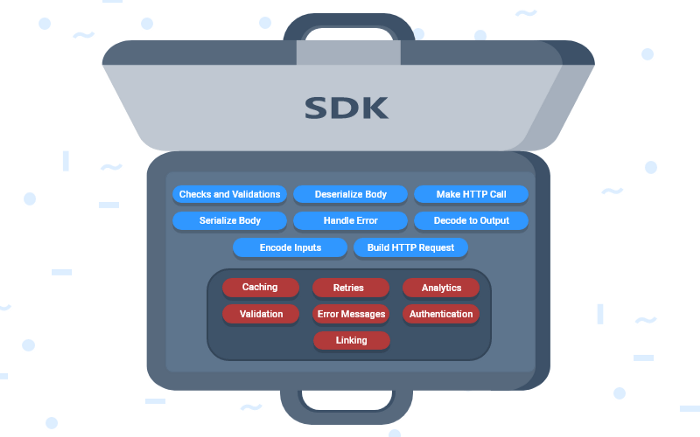 SDK
Checks and Validations
Deserialize Body
Make HTTP Call
Serialize Body
Handle Error
Decode to Output
Encode Inputs
Build HTTP Request
Caching
Retries
Analytics
Validation
Error Messages
Authentication
Linking